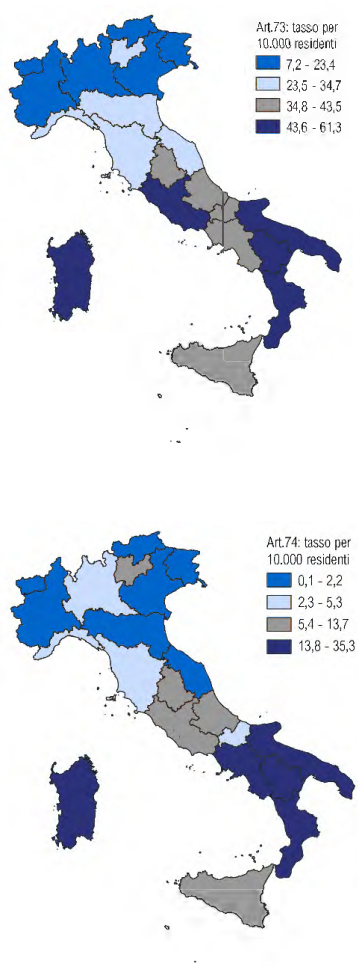 Art.73: tasso per
10.000 residenti
7,2 - 23,4
23,5 - 34,7
34,8 - 43,5
43,6 - 61,3
Art.74: tasso per
10.000 residenti
0,1 - 2,2
2,3 - 5,3
5,4 - 13,7
13,8 - 35,3